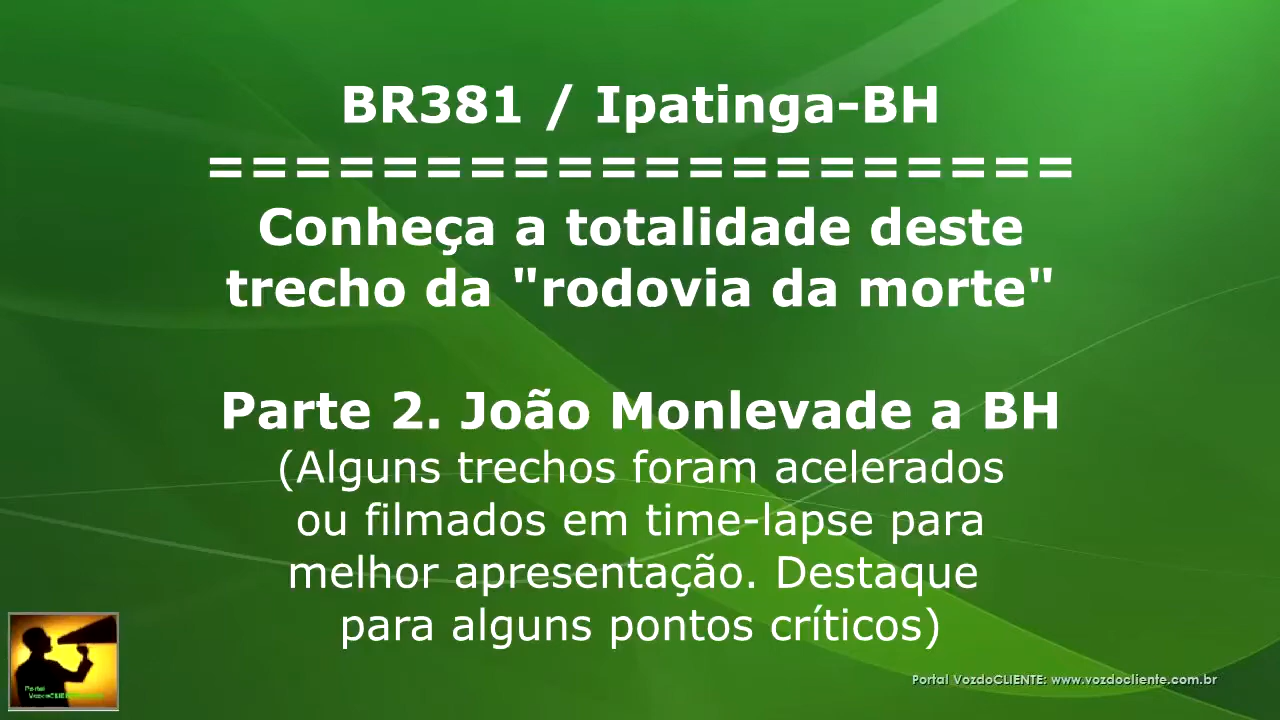 BR381 / Ipatinga-BH
====================
Conheça a totalidade deste
trecho da "rodovia da morte"
Parte 2. João Monlevade a BH
(Alguns trechos foram acelerados
ou filmados em time-lapse para
melhor apresentação. Destaque
para alguns pontos críticos)
Portal
Portal VozdoCLIENTE: www.vozdocliente.com.br